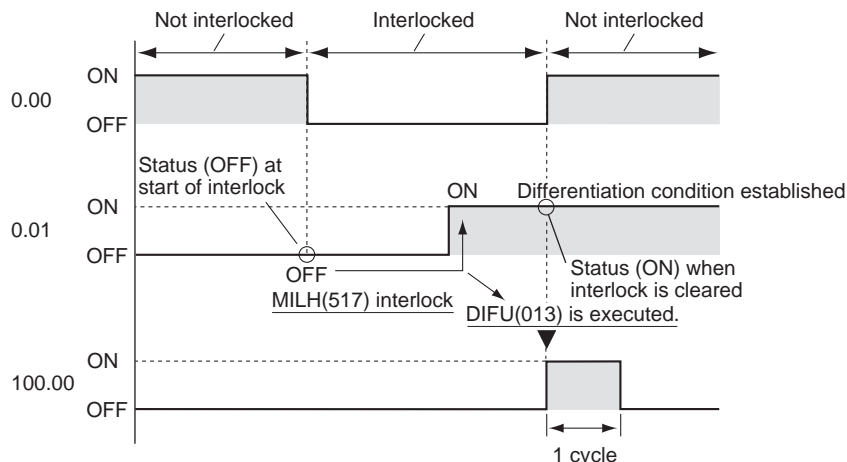 Not interlocked
Interlocked
Not interlocked
0.00
ON
OFF
Status (OFF) at
start of interlock
ON
Differentiation condition established
0.01
ON
OFF
OFF
MILH(517) interlock
Status (ON) when
interlock is cleared
DIFU(013) is executed.
100.00
ON
OFF
1 cycle